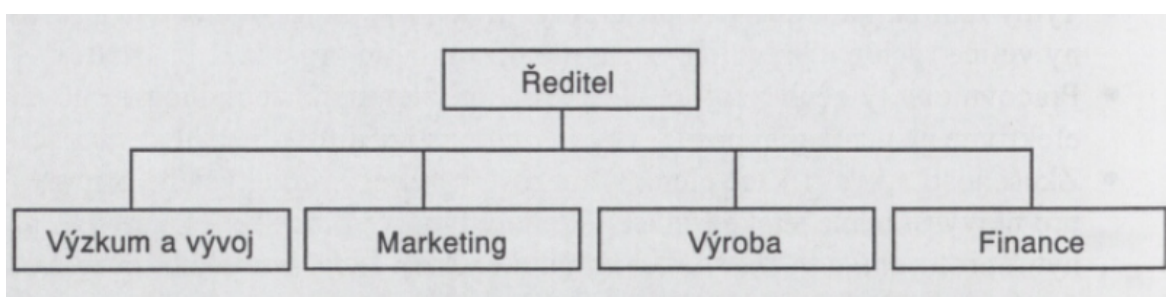 Ředitel
Výzkum a vývoj
Marketing
Výroba
Finance